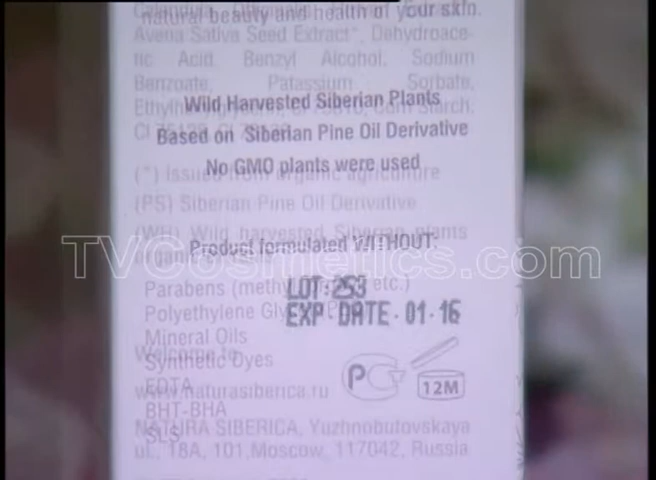 natural beauty and health of your skin.
Avena Sativa Seed Extract*, Dehydroace-
tic Acid, Benzyl Alcohol, Sodium
Benzoate, Potassium Sorbate,
Wild Harvested Siberian Plants
Based on Siberian Pine Oil Derivative
No GMO plants were used
(*) Issued from organic agriculture
(PS) Siberian Pine Oil Derivative
(WH) Wild harvested Siberian plants
Product formulated WITHOUT:
TVCosmetics.com
LOT:253
Parabens etc.)
EXP·DATE·01·16
Mineral Oils
Welcome to
Synthetic Dyes
12M
EDTA
www.naturasiberica.ru
BHT-BHA
NATURA SIBERICA, Yuzhnobutovskaya
SLS
ul., 18A, 101,Moscow, 117042, Russia